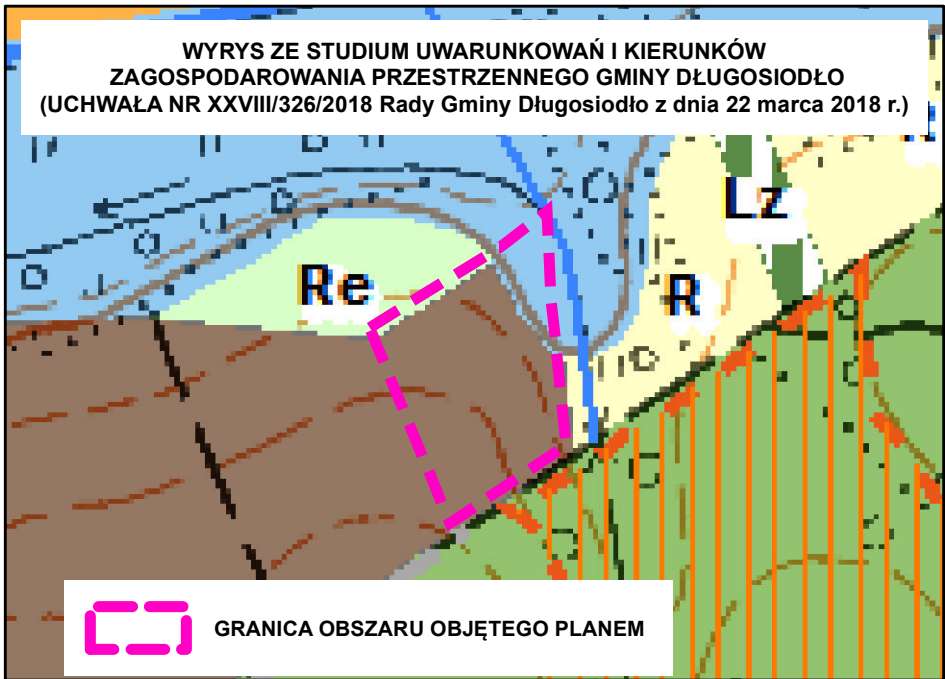 WYRYS ZE STUDIUM UWARUNKOWAŃ I KIERUNKÓW
ZAGOSPODAROWANIA PRZESTRZENNEGO GMINY DŁUGOSIODŁO
(UCHWAŁA NR XXVIII/326/2018 Rady Gminy Długosiodło z dnia 22 marca 2018 r.)
Lz
Re
R
GRANICA OBSZARU OBJĘTEGO PLANEM